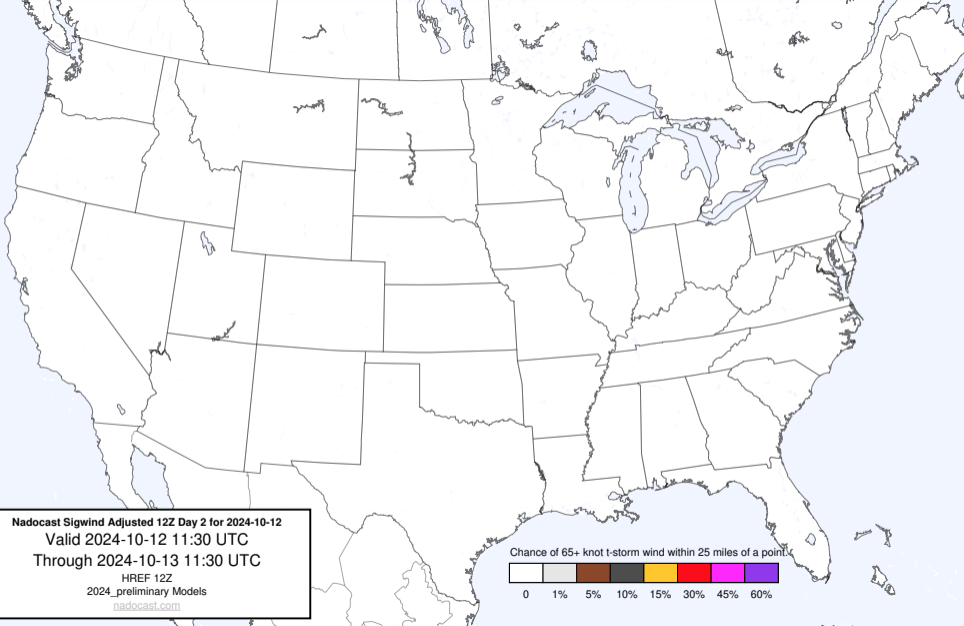 Nadocast Sigwind Adjusted 12Z Day 2 for 2024-10-12
Valid 2024-10-12 11:30 UTC
Through 2024-10-13 11:30 UTC
HREF 12Z
2024_preliminary Models
nadocast.com
Chance of 65+ knot t-storm wind within 25 miles of a point.
0 1% 5% 10% 15% 30% 45% 60%